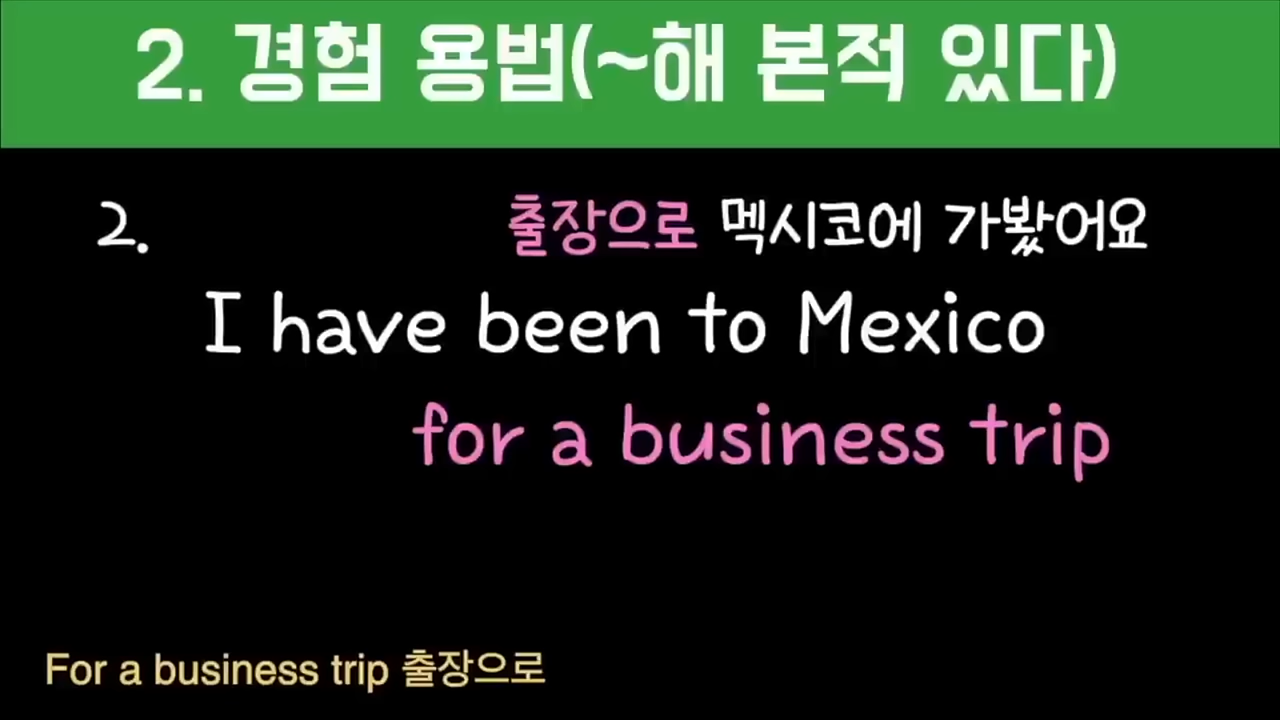 2. 경험 용법(~해 본적 있다)
2. 출장으로 멕시코에 가봤어요
I have been to Mexico
for a business trip
For a business trip 출장으로